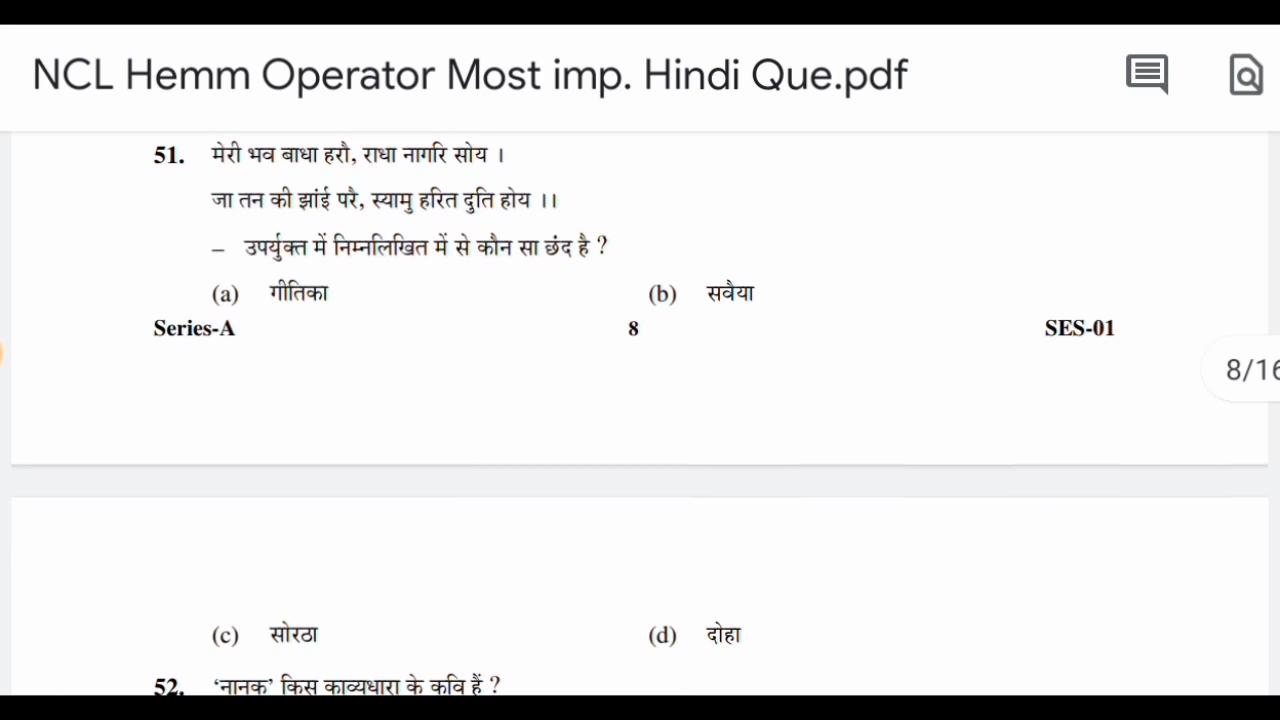 NCL Hemm Operator Most imp. Hindi Que.pdf
51. मेरी भव बाधा हरौ, राधा नागरि सोय ।
जा तन की झांई परै, स्यामु हरित दुति होय ।।
– उपर्युक्त में निम्नलिखित में से कौन सा छंद है ?
(a) गीतिका (b) सवैया
Series-A 8 SES-01
8/16
(c) सोरठा (d) दोहा
52. ‘नानक’ किस काव्यधारा के कवि हैं ?